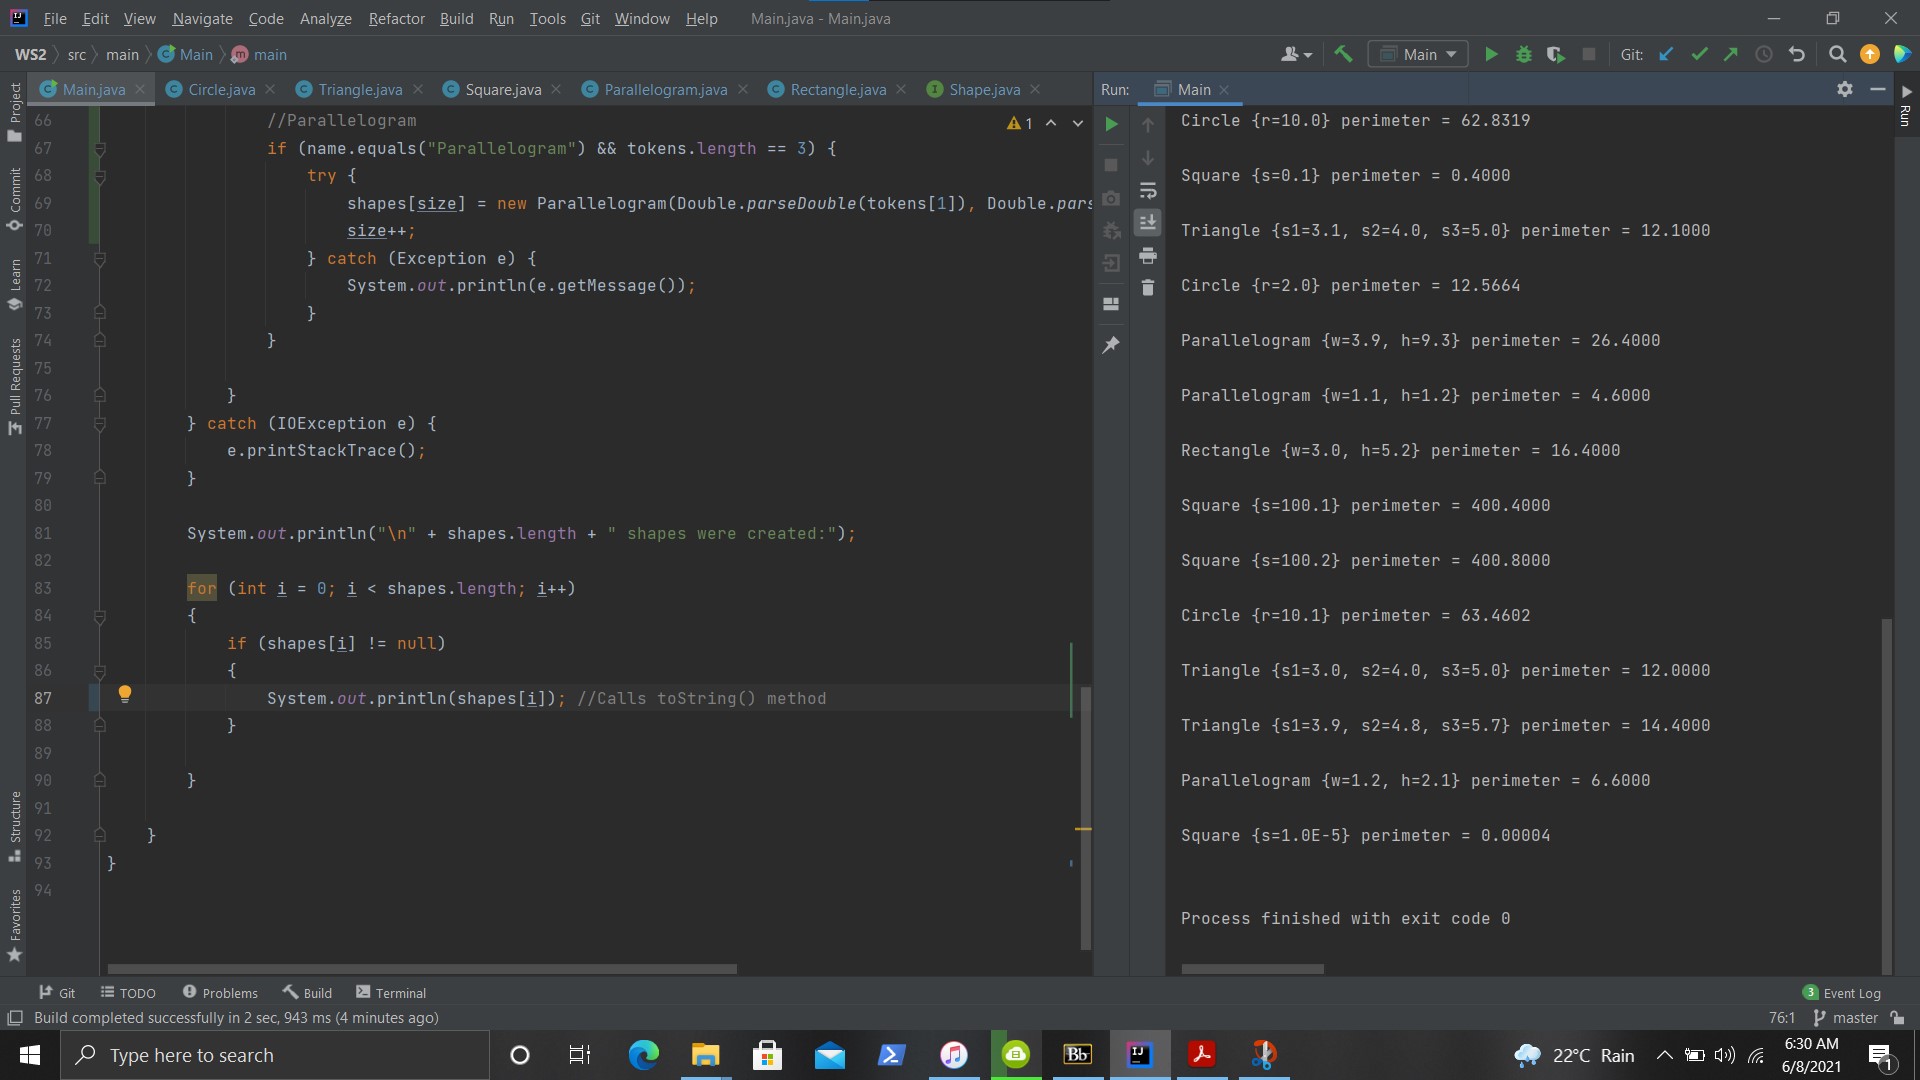 File Edit View Navigate Code Analyze Refactor Build Run Tools Git Window Help Main.java - Main.java
WS2 src main Main main
Main Git:
Main.java Circle.java Triangle.java Square.java Parallelogram.java Rectangle.java Shape.java
Project
Commit
Learn
Pull Requests
Structure
Favorites
1
66 //Parallelogram
67 if (name.equals("Parallelogram") && tokens.length == 3) {
68 try {
69 shapes[size] = new Parallelogram(Double.parseDouble(tokens[1]), Double.pars
70 size++;
71 } catch (Exception e) {
72 System.out.println(e.getMessage());
73 }
74 }
75
76 }
77 } catch (IOException e) {
78 e.printStackTrace();
79 }
80
81 System.out.println("\n" + shapes.length + " shapes were created:");
82
83 for (int i = 0; i < shapes.length; i++)
84 {
85 if (shapes[i] != null)
86 {
87 System.out.println(shapes[i]); //Calls toString() method
88 }
89
90 }
91
92 }
93 }
94
Run: Main
Run
Circle {r=10.0} perimeter = 62.8319
Square {s=0.1} perimeter = 0.4000
Triangle {s1=3.1, s2=4.0, s3=5.0} perimeter = 12.1000
Circle {r=2.0} perimeter = 12.5664
Parallelogram {w=3.9, h=9.3} perimeter = 26.4000
Parallelogram {w=1.1, h=1.2} perimeter = 4.6000
Rectangle {w=3.0, h=5.2} perimeter = 16.4000
Square {s=100.1} perimeter = 400.4000
Square {s=100.2} perimeter = 400.8000
Circle {r=10.1} perimeter = 63.4602
Triangle {s1=3.0, s2=4.0, s3=5.0} perimeter = 12.0000
Triangle {s1=3.9, s2=4.8, s3=5.7} perimeter = 14.4000
Parallelogram {w=1.2, h=2.1} perimeter = 6.6000
Square {s=1.0E-5} perimeter = 0.00004
Process finished with exit code 0
Git TODO Problems Build Terminal 3 Event Log
Build completed successfully in 2 sec, 943 ms (4 minutes ago) 76:1 master
Type here to search Bb IJ 22°C Rain 6:30 AM
6/8/2021
1